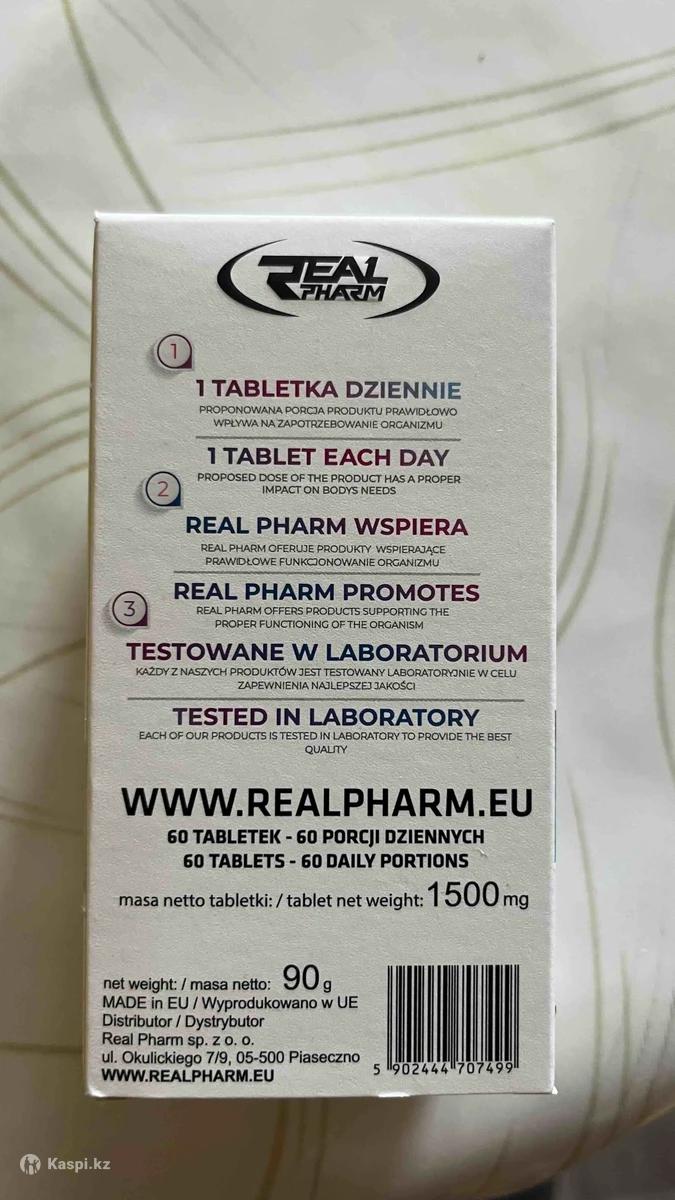 REAL
PHARM
1
1 TABLETKA DZIENNIE
PROPONOWANA PORCJA PRODUKTU PRAWIDŁOWO
WPŁYWA NA ZAPOTRZEBOWANIE ORGANIZMU
1 TABLET EACH DAY
PROPOSED DOSE OF THE PRODUCT HAS A PROPER
IMPACT ON BODYS NEEDS
2
REAL PHARM WSPIERA
REAL PHARM OFERUJE PRODUKTY WSPIERAJĄCE
PRAWIDŁOWE FUNKCJONOWANIE ORGANIZMU
REAL PHARM PROMOTES
REAL PHARM OFFERS PRODUCTS SUPPORTING THE
PROPER FUNCTIONING OF THE ORGANISM
3
TESTOWANE W LABORATORIUM
KAŻDY Z NASZYCH PRODUKTÓW JEST TESTOWANY LABORATORYJNIE W CELU
ZAPEWNIENIA NAJLEPSZEJ JAKOŚCI
TESTED IN LABORATORY
EACH OF OUR PRODUCTS IS TESTED IN LABORATORY TO PROVIDE THE BEST
QUALITY
WWW.REALPHARM.EU
60 TABLETEK - 60 PORCJI DZIENNYCH
60 TABLETS - 60 DAILY PORTIONS
masa netto tabletki: / tablet net weight: 1500 mg
net weight: / masa netto: 90 g
MADE in EU / Wyprodukowano w UE
Distributor / Dystrybutor
Real Pharm sp. z o. o.
ul. Okulickiego 7/9, 05-500 Piaseczno
WWW.REALPHARM.EU
5 902444 707499
Kaspi.kz